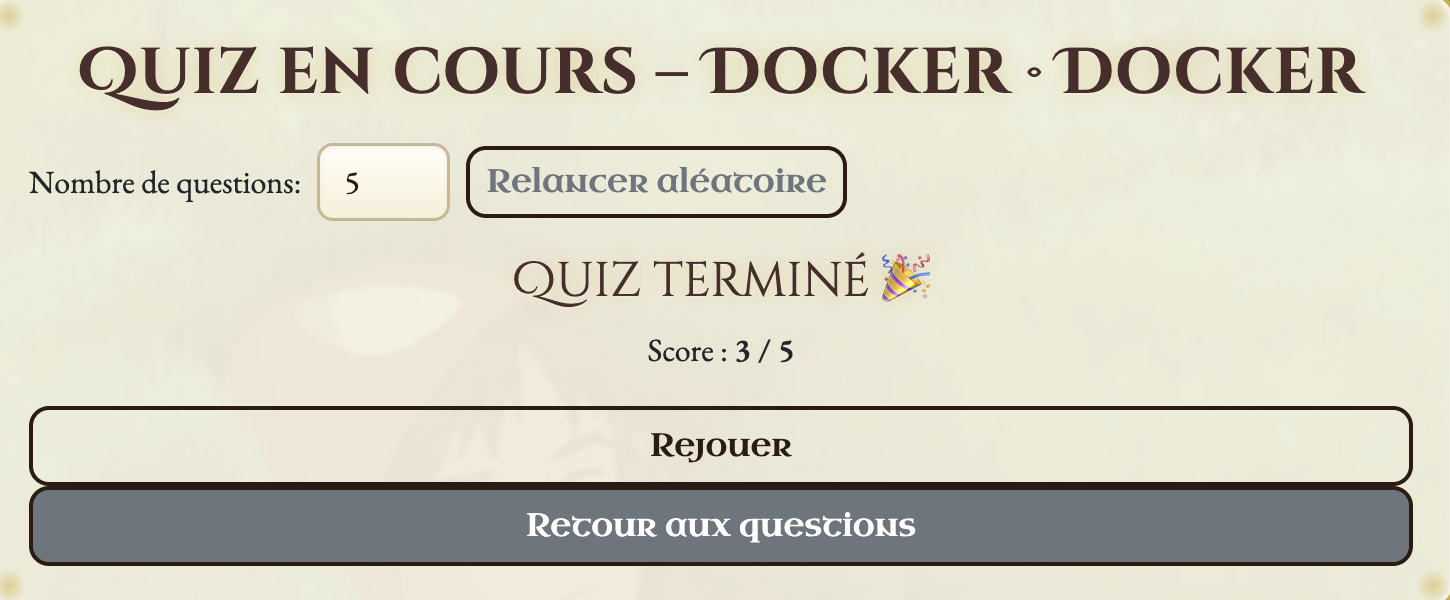 Quiz en cours – Docker • Docker
Nombre de questions: 5 Relancer aléatoire
Quiz terminé 🎉
Score : 3 / 5
Rejouer
Retour aux questions